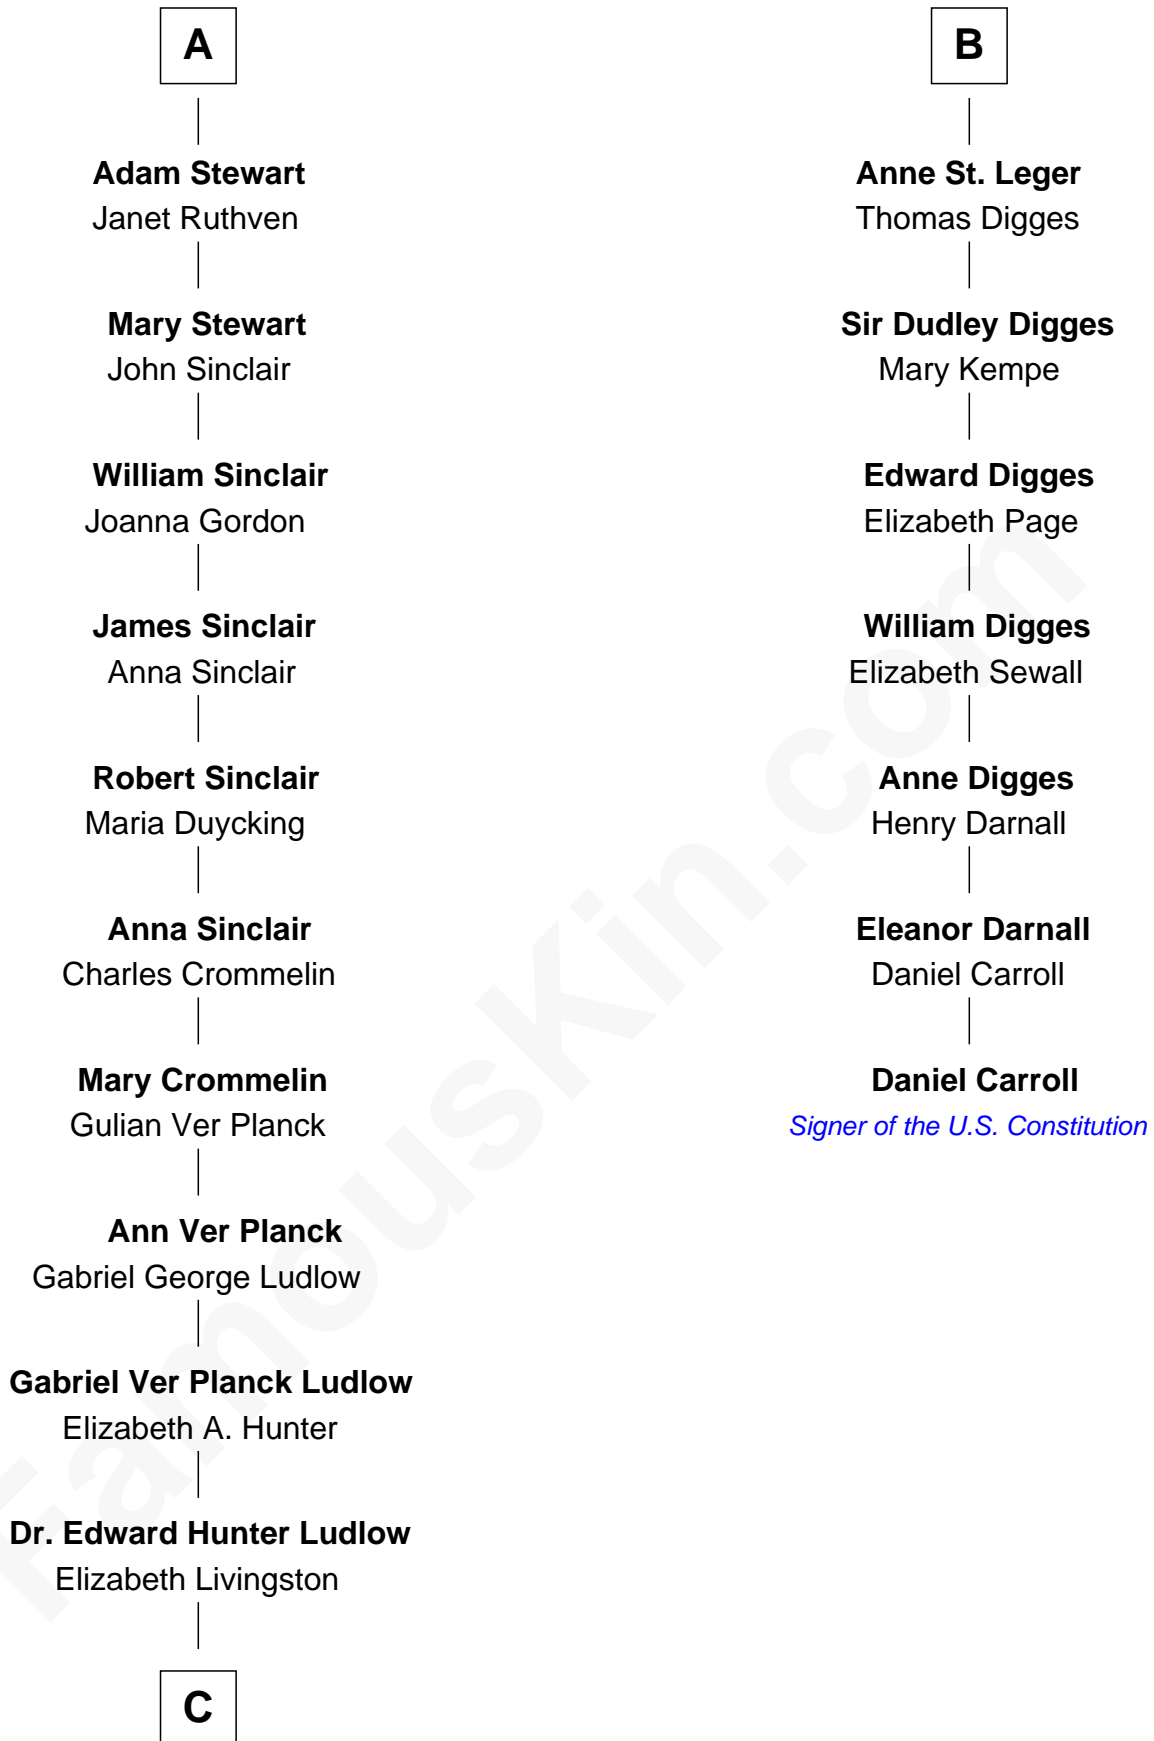 A
Adam Stewart
Janet Ruthven
Mary Stewart
John Sinclair
William Sinclair
Joanna Gordon
James Sinclair
Anna Sinclair
Robert Sinclair
Maria Duycking
Anna Sinclair
Charles Crommelin
Mary Crommelin
Gulian Ver Planck
Ann Ver Planck
Gabriel George Ludlow
Gabriel Ver Planck Ludlow
Elizabeth A. Hunter
Dr. Edward Hunter Ludlow
Elizabeth Livingston
C
B
Anne St. Leger
Thomas Digges
Sir Dudley Digges
Mary Kempe
Edward Digges
Elizabeth Page
William Digges
Elizabeth Sewall
Anne Digges
Henry Darnall
Eleanor Darnall
Daniel Carroll
Daniel Carroll
Signer of the U.S. Constitution
FamousKin.com